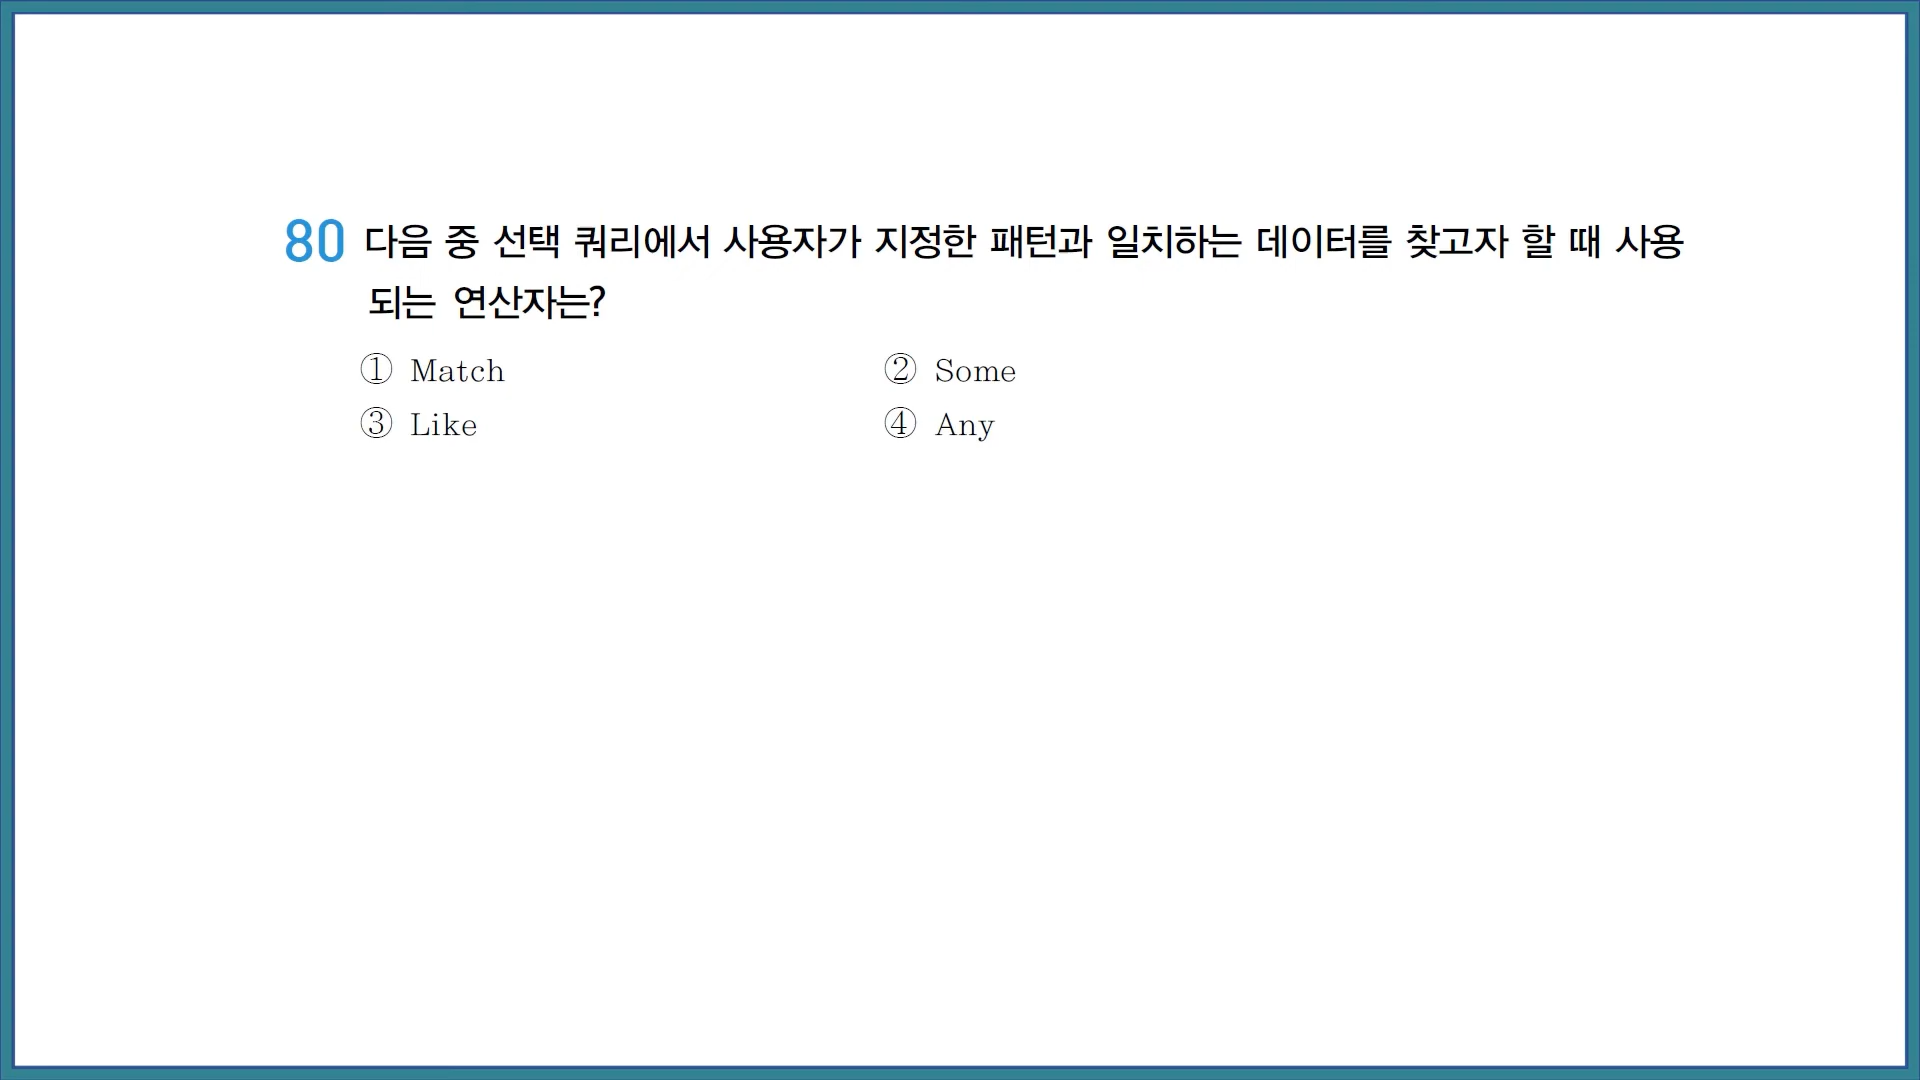 80 다음 중 선택 쿼리에서 사용자가 지정한 패턴과 일치하는 데이터를 찾고자 할 때 사용
되는 연산자는?
① Match ② Some
③ Like ④ Any